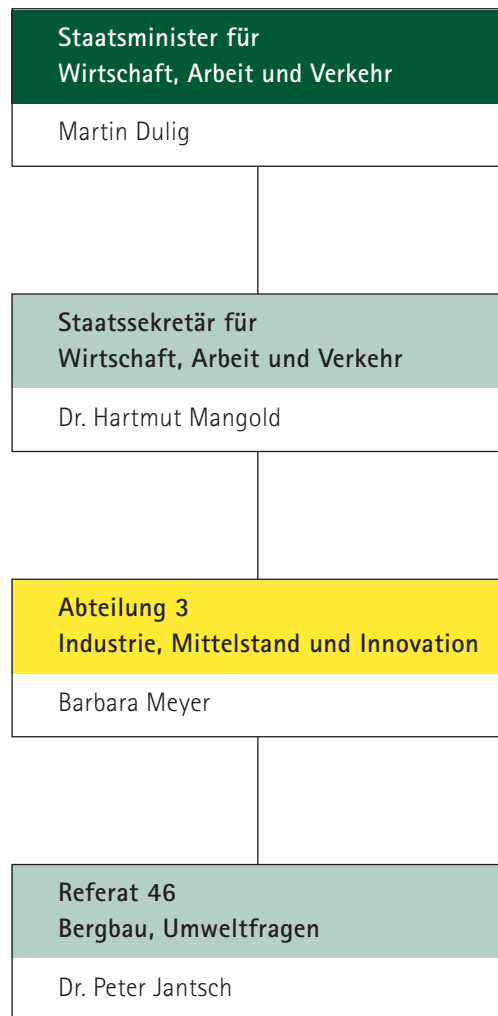 Staatsminister für
Wirtschaft, Arbeit und Verkehr
Martin Dulig
Staatssekretär für
Wirtschaft, Arbeit und Verkehr
Dr. Hartmut Mangold
Abteilung 3
Industrie, Mittelstand und Innovation
Barbara Meyer
Referat 46
Bergbau, Umweltfragen
Dr. Peter Jantsch